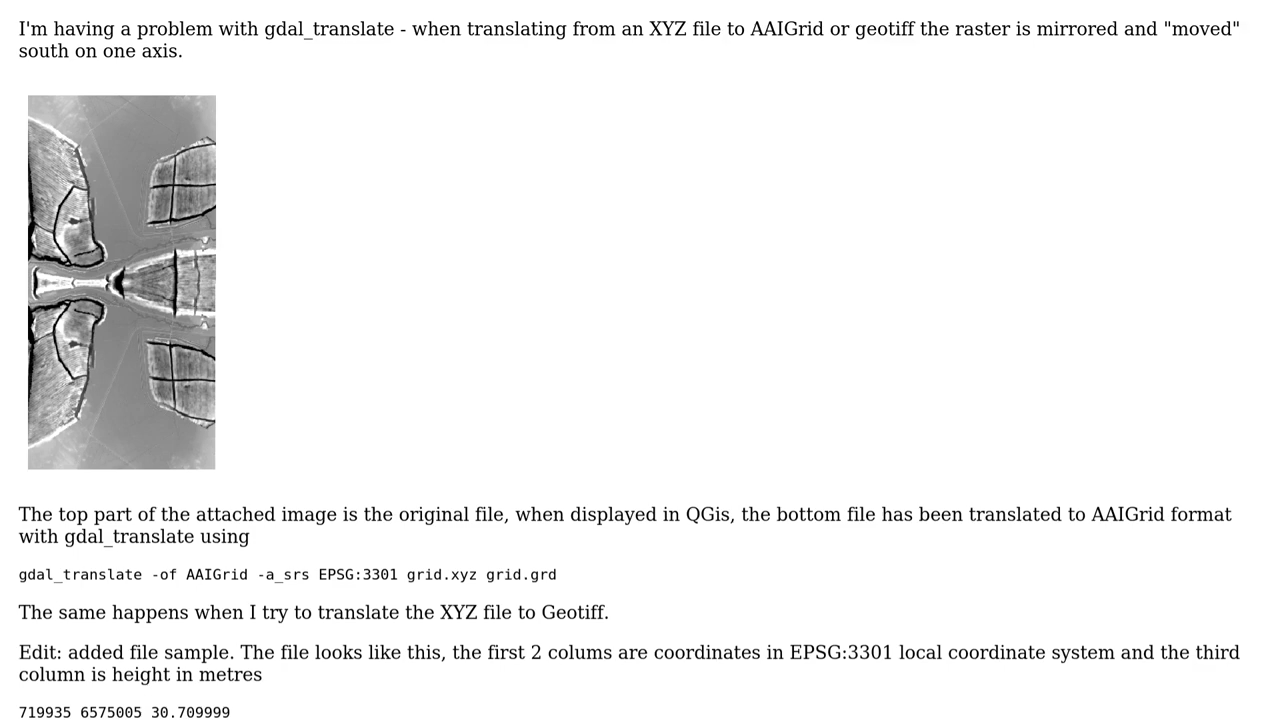 I'm having a problem with gdal_translate - when translating from an XYZ file to AAIGrid or geotiff the raster is mirrored and "moved"
south on one axis.
The top part of the attached image is the original file, when displayed in QGis, the bottom file has been translated to AAIGrid format
with gdal_translate using
gdal_translate -of AAIGrid -a_srs EPSG:3301 grid.xyz grid.grd
The same happens when I try to translate the XYZ file to Geotiff.
Edit: added file sample. The file looks like this, the first 2 colums are coordinates in EPSG:3301 local coordinate system and the third
column is height in metres
719935 6575005 30.709999